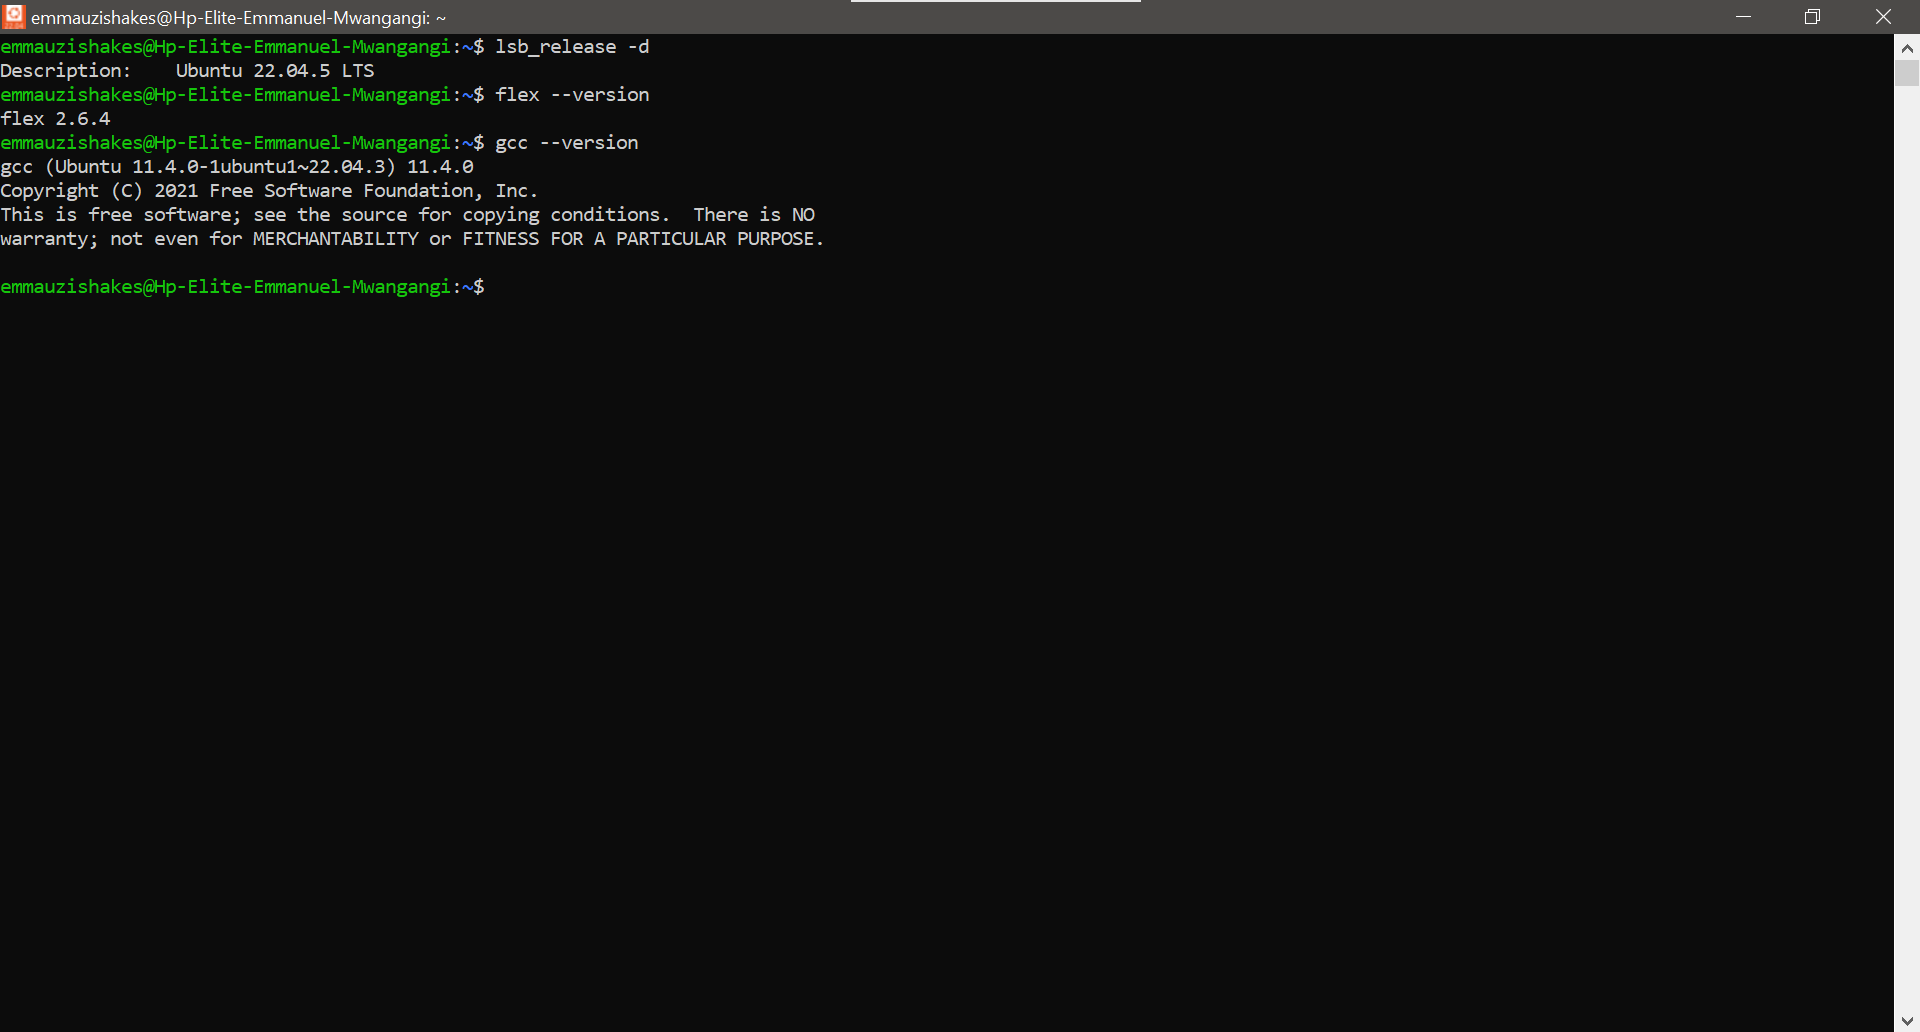 emmauzishakes@Hp-Elite-Emmanuel-Mwangangi: ~
emmauzishakes@Hp-Elite-Emmanuel-Mwangangi:~$ lsb_release -d
Description:    Ubuntu 22.04.5 LTS
emmauzishakes@Hp-Elite-Emmanuel-Mwangangi:~$ flex --version
flex 2.6.4
emmauzishakes@Hp-Elite-Emmanuel-Mwangangi:~$ gcc --version
gcc (Ubuntu 11.4.0-1ubuntu1~22.04.3) 11.4.0
Copyright (C) 2021 Free Software Foundation, Inc.
This is free software; see the source for copying conditions.  There is NO
warranty; not even for MERCHANTABILITY or FITNESS FOR A PARTICULAR PURPOSE.
emmauzishakes@Hp-Elite-Emmanuel-Mwangangi:~$